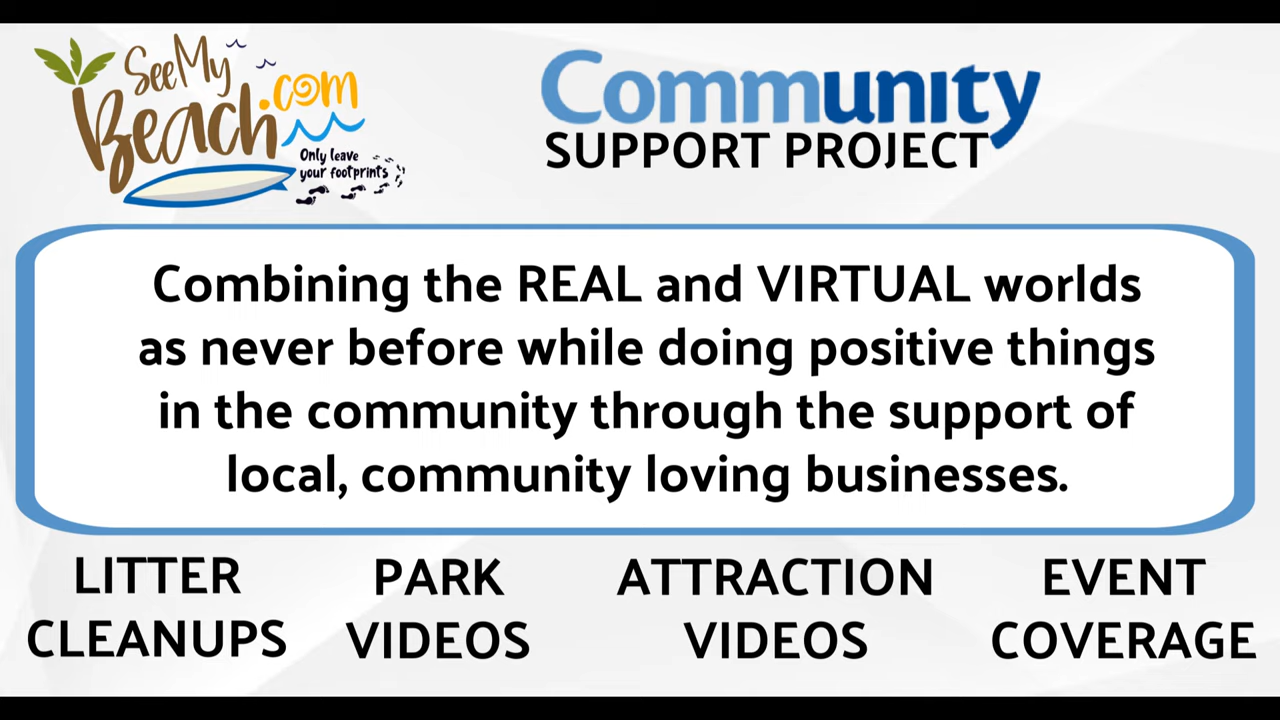 SeeMy
Beach.com
Only leave
your footprints
Community
SUPPORT PROJECT
Combining the REAL and VIRTUAL worlds
as never before while doing positive things
in the community through the support of
local, community loving businesses.
LITTER
CLEANUPS
PARK
VIDEOS
ATTRACTION
VIDEOS
EVENT
COVERAGE